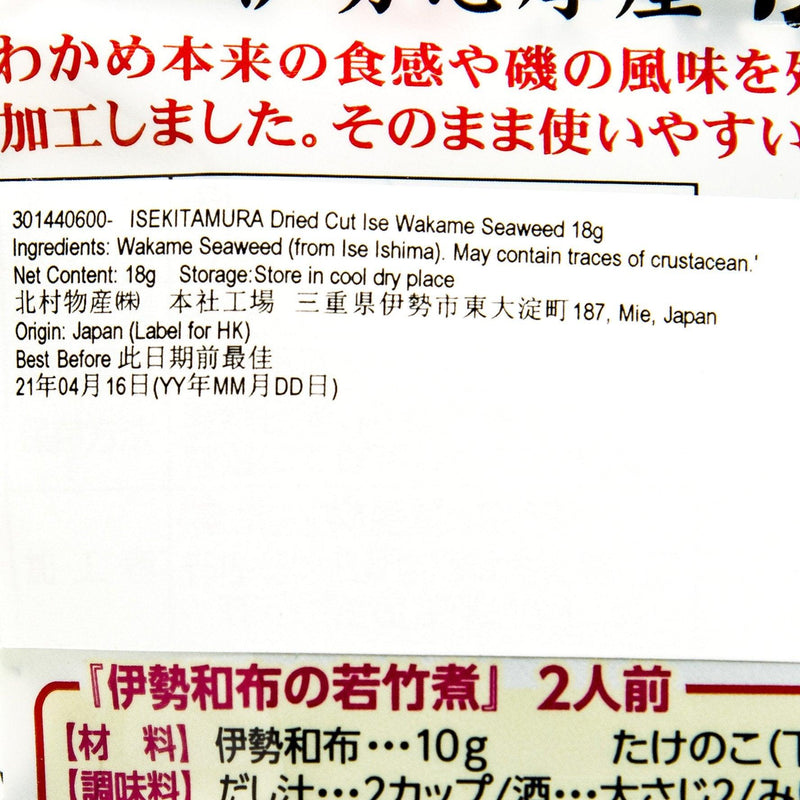 わかめ本来の食感や磯の風味を
加工しました。そのまま使いやすい
301440600- ISEKITAMURA Dried Cut Ise Wakame Seaweed 18g
Ingredients: Wakame Seaweed (from Ise Ishima). May contain traces of crustacean.'
Net Content: 18g Storage:Store in cool dry place
北村物産㈱ 本社工場 三重県伊勢市東大淀町187, Mie, Japan
Origin: Japan (Label for HK)
Best Before 此日期前最佳
21年04月16日(YY年MM月DD日)
『伊勢和布の若竹煮』 2人前
【材 料】 伊勢和布…10g たけのこ(
【調味料】 だし汁…2カップ/酒…大さじ2/み